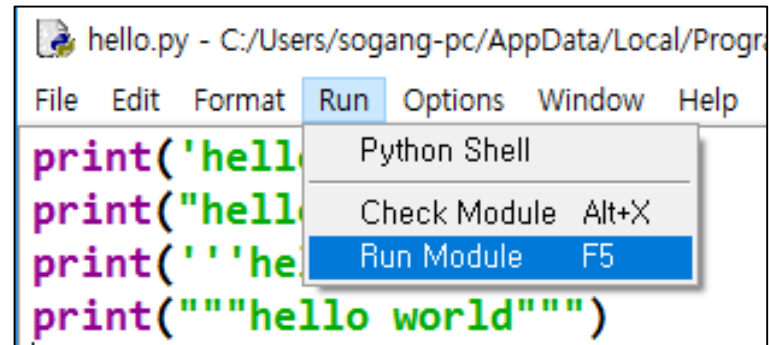 hello.py - C:/Users/sogang-pc/AppData/Local/Progra
File Edit Format Run Options Window Help
print('hell
Python Shell
print("hell
Check Module Alt+X
print('''he
Run Module F5
print("""hello world""")